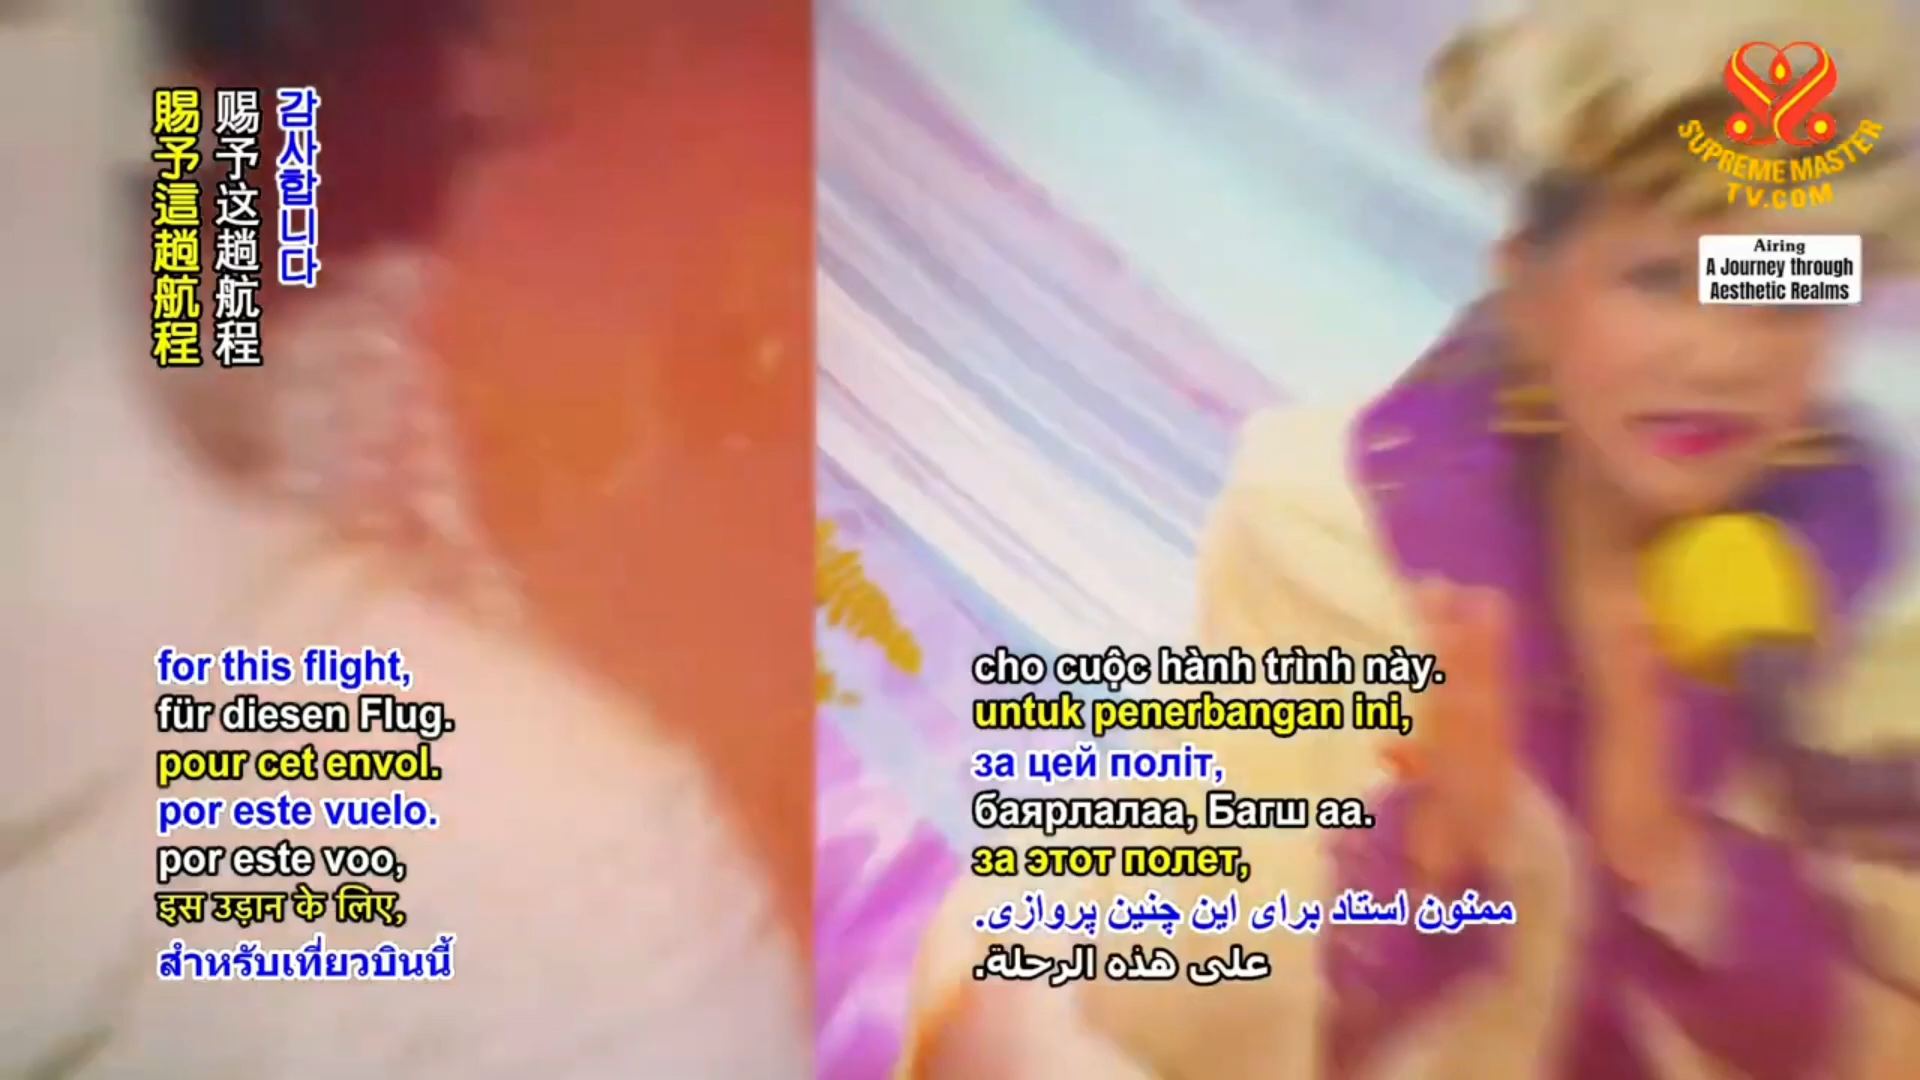 賜予這趟航程
赐予这趟航程
감사합니다
SUPREME MASTER
TV.COM
Airing
A Journey through
Aesthetic Realms
for this flight,
für diesen Flug.
pour cet envol.
por este vuelo.
por este voo,
इस उड़ान के लिए,
สำหรับเที่ยวบินนี้
cho cuộc hành trình này.
untuk penerbangan ini,
за цей політ,
баярлалаа, Багш аа.
за этот полет,
ممنون استاد برای این چنین پروازی.
على هذه الرحلة.